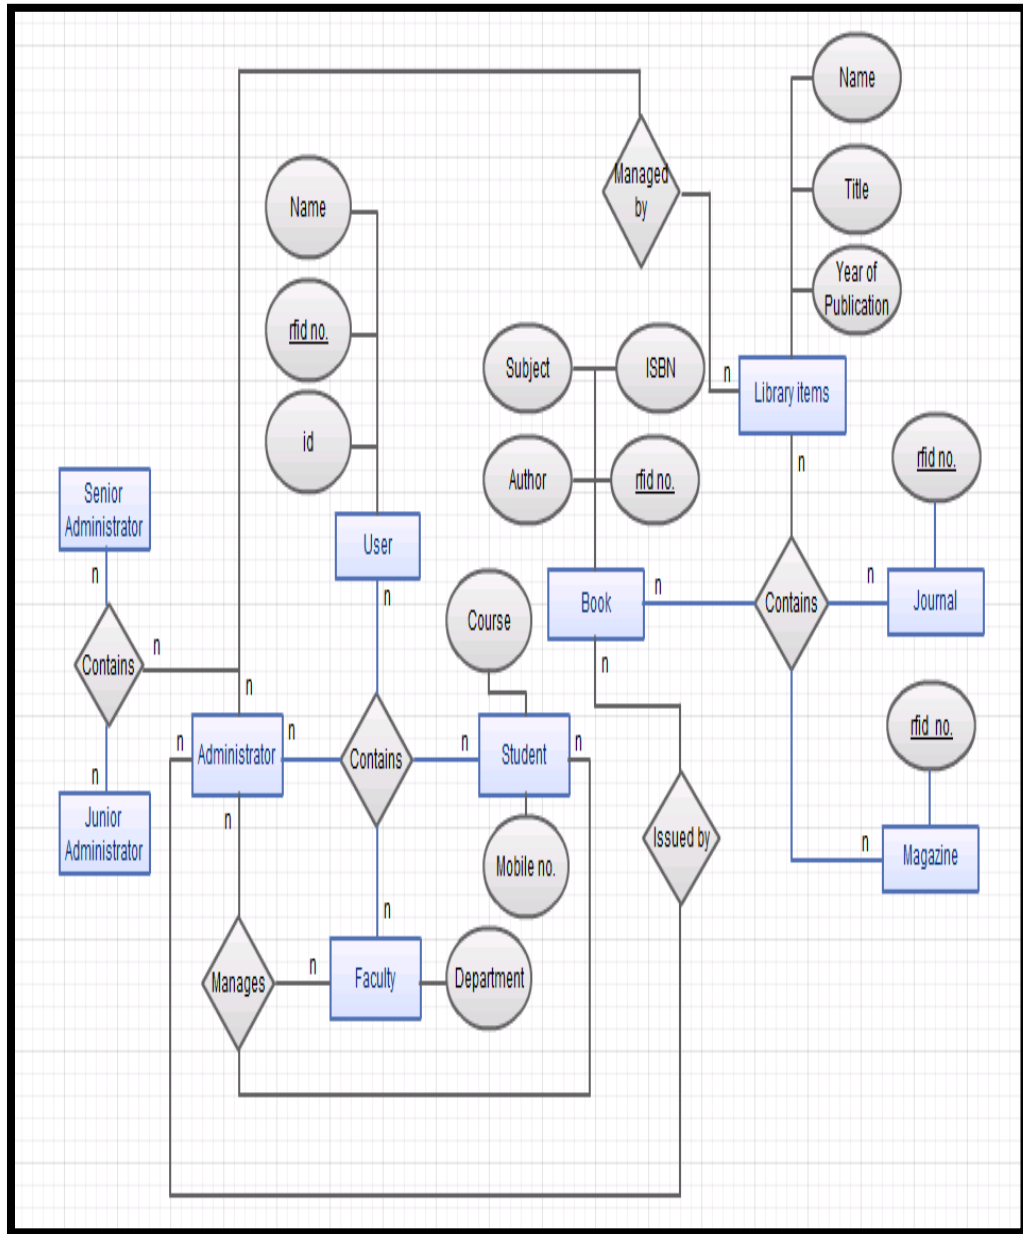 Name
Managed
by
Name
Title
Year of
Publication
rfid no.
Subject
ISBN
n
Library items
id
Author
rfid no.
n
rfid no.
Senior
Administrator
User
n
n
Course
Book
n
Contains
n
Journal
Contains
n
n
n
rfid no.
n
Administrator
n
Contains
n
Student
n
Junior
Administrator
n
n
Issued by
n
Magazine
Mobile no.
n
Manages
n
Faculty
Department